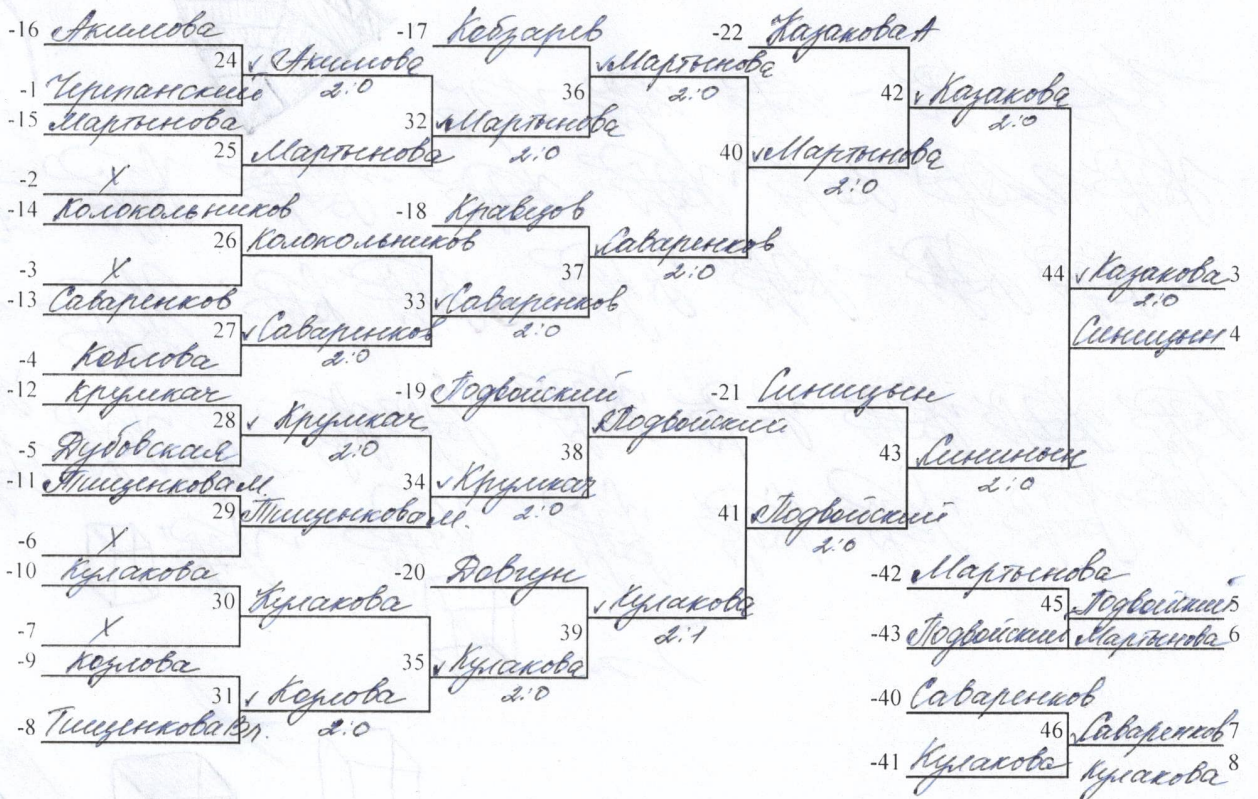 -16 Акимова
24 Акимова
2:0
-1 Черепанский
-15 Мартынова
25 Мартынова
-2 X
32 Мартынова
2:0
-14 Колокольников
26 Колокольников
-3 X
-13 Саваренков
27 Саваренков
2:0
-4 Коблова
33 Саваренков
2:0
-12 Крумкач
28 Крумкач
2:0
-5 Дубовская
-11 Тищенкова М.
29 Тищенкова М.
-6 X
34 Крумкач
2:0
-10 Кулакова
30 Кулакова
-7 X
-9 Козлова
31 Козлова
2:0
-8 Тищенкова Вл.
35 Кулакова
2:0
-17 Кобзарев
36 Мартынова
2:0
-18 Кравцов
37 Саваренков
2:0
40 Мартынова
2:0
-19 Подвойский
38 Подвойский
-20 Довгун
39 Кулакова
2:1
41 Подвойский
2:0
-22 Казакова А
42 Казакова
2:0
-21 Синицын
43 Синицын
2:0
44 Казакова 3
2:0
Синицын 4
-42 Мартынова
45 Подвойский 5
-43 Подвойский
Мартынова 6
-40 Саваренков
46 Саваренков 7
-41 Кулакова
Кулакова 8